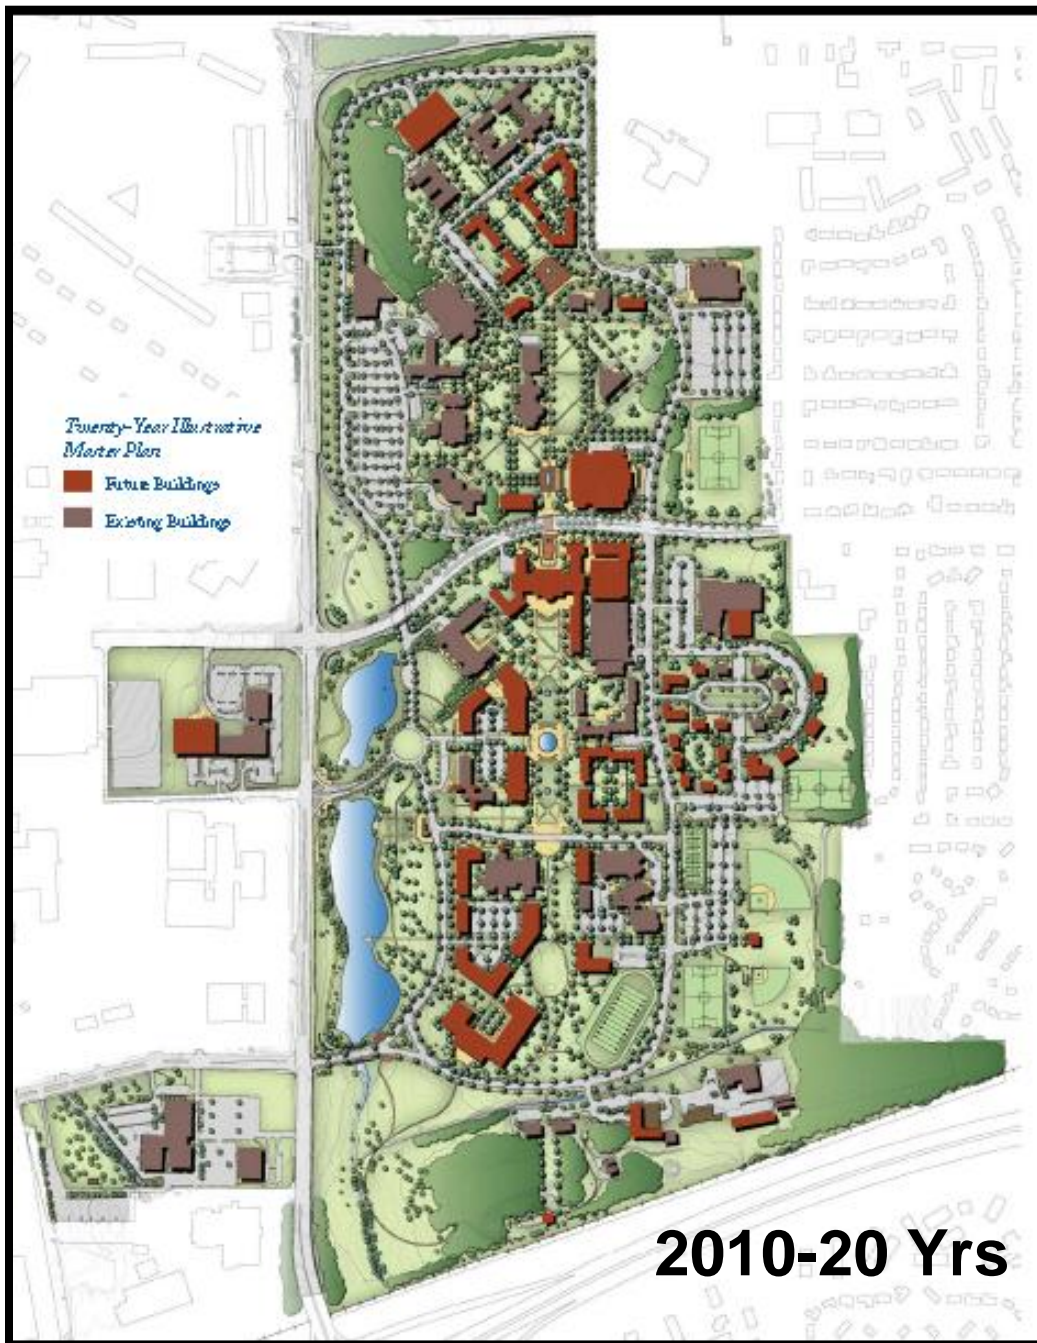 Twenty-Year Illustrative
Master Plan
Future Buildings
Existing Buildings
2010-20 Yrs